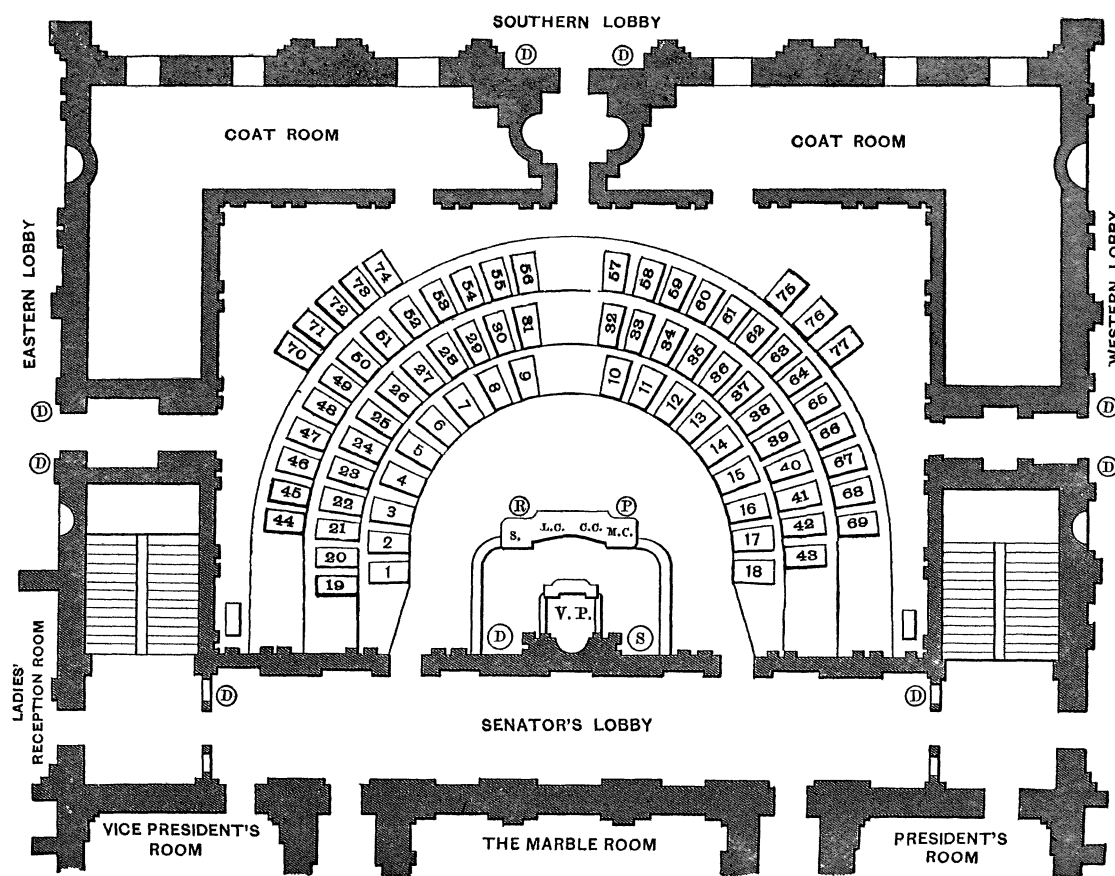 SOUTHERN LOBBY
D
D
COAT ROOM
COAT ROOM
EASTERN LOBBY
WESTERN LOBBY
D
D
D
D
70
71
72
73
74
75
76
77
44
45
46
47
48
49
50
51
52
53
54
55
56
57
58
59
60
61
62
63
64
65
66
67
68
69
19
20
21
22
23
24
25
26
27
28
29
30
31
32
33
34
35
36
37
38
39
40
41
42
43
1
2
3
4
5
6
7
8
9
10
11
12
13
14
15
16
17
18
R
P
S.
L.C.
C.C.
M.C.
V. P.
D
S
LADIES'
RECEPTION ROOM
D
D
SENATOR'S LOBBY
VICE PRESIDENT'S
ROOM
THE MARBLE ROOM
PRESIDENT'S
ROOM